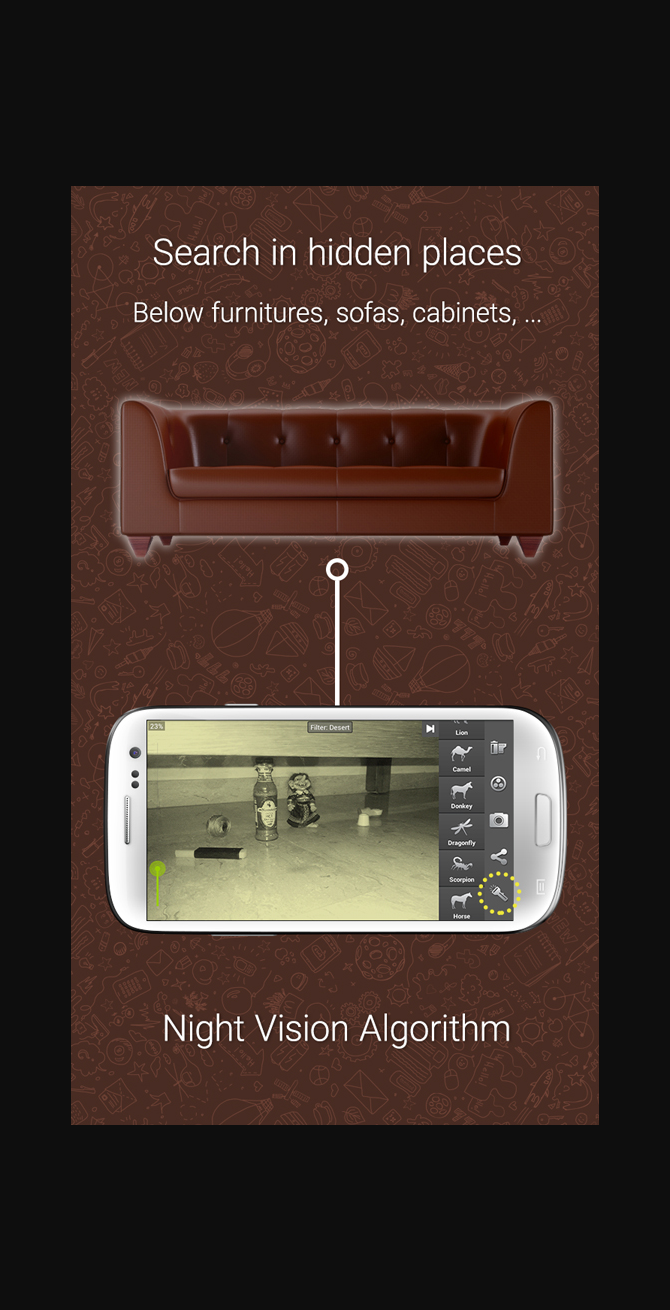 Search in hidden places
Below furnitures, sofas, cabinets, ...
23%
Filter: Desert
Lion
Camel
Donkey
Dragonfly
Scorpion
Horse
Night Vision Algorithm